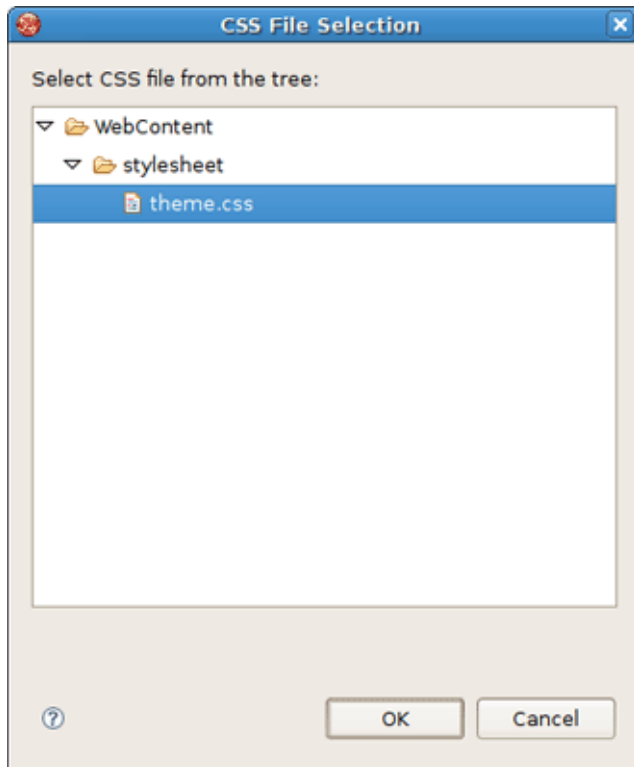 CSS File Selection
Select CSS file from the tree:
WebContent
stylesheet
theme.css
? OK Cancel